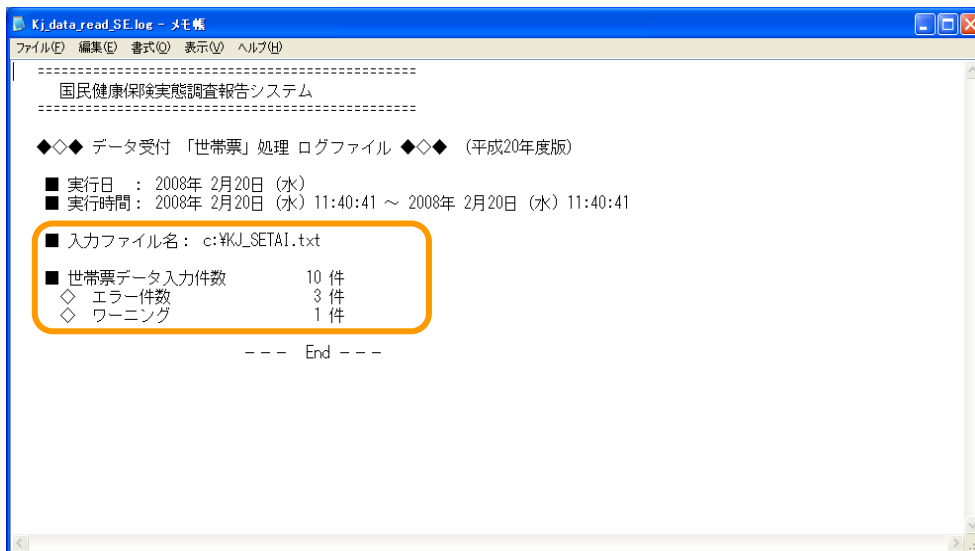 Kj_data_read_SE.log - メモ帳
ファイル(F) 編集(E) 書式(O) 表示(V) ヘルプ(H)
===============================================
国民健康保険実態調査報告システム
===============================================
◆◇◆ データ受付 「世帯票」処理 ログファイル ◆◇◆ (平成20年度版)
■ 実行日 : 2008年 2月20日 (水)
■ 実行時間: 2008年 2月20日 (水) 11:40:41 ～ 2008年 2月20日 (水) 11:40:41
■ 入力ファイル名: c:¥KJ_SETAI.txt
■ 世帯票データ入力件数 10 件
◇ エラー件数 3 件
◇ ワーニング 1 件
－－－ End －－－